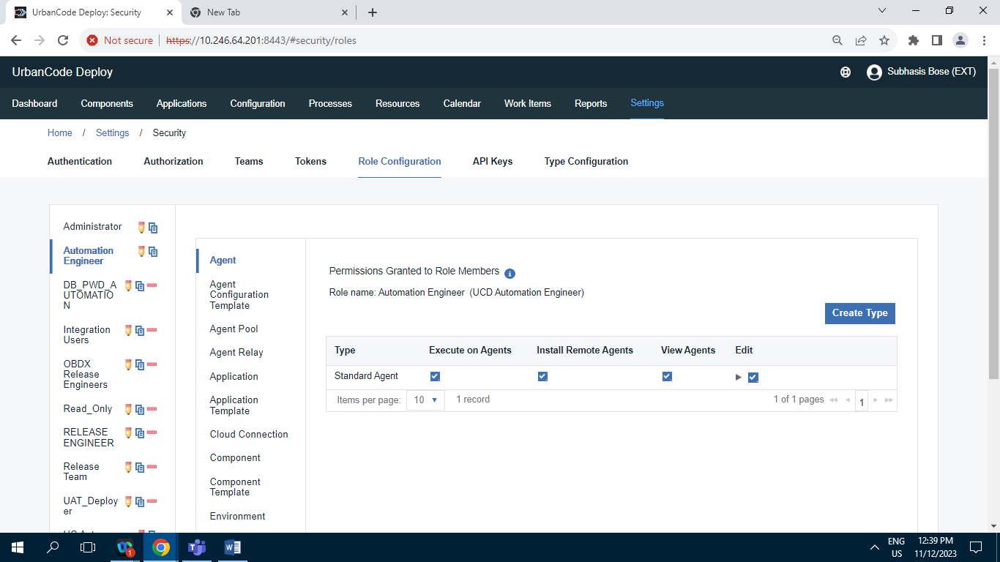 UrbanCode Deploy: Security
New Tab
Not secure
https://10.246.64.201:8443/#security/roles
UrbanCode Deploy
Subhasis Bose (EXT)
Dashboard Components Applications Configuration Processes Resources Calendar Work Items Reports Settings
Home / Settings / Security
Authentication Authorization Teams Tokens Role Configuration API Keys Type Configuration
Administrator
Automation
Engineer
DB_PWD_A
UTOMATIO
N
Integration
Users
OBDX
Release
Engineers
Read_Only
RELEASE
ENGINEER
Release
Team
UAT_Deploy
er
Agent
Agent
Configuration
Template
Agent Pool
Agent Relay
Application
Application
Template
Cloud Connection
Component
Component
Template
Environment
Permissions Granted to Role Members
Role name: Automation Engineer (UCD Automation Engineer)
Create Type
Type Execute on Agents Install Remote Agents View Agents Edit
Standard Agent
Items per page: 10 1 record 1 of 1 pages 1
1
ENG
US
12:39 PM
11/12/2023